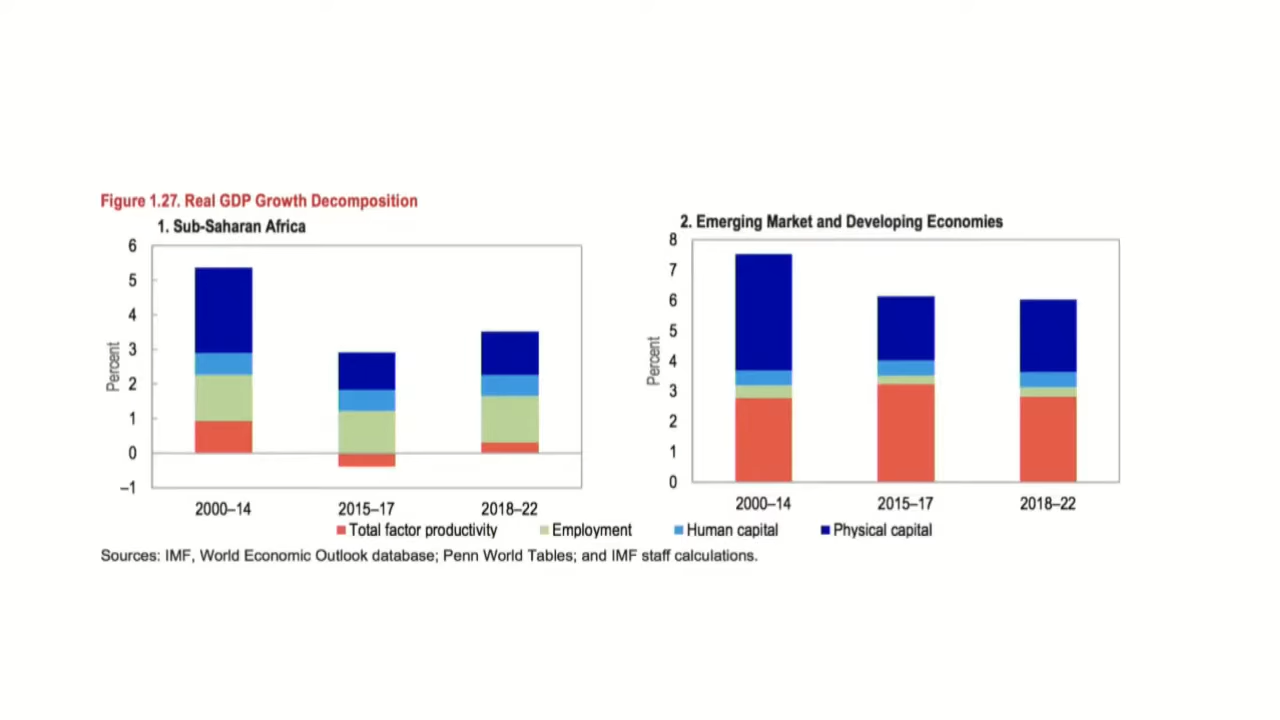 Figure 1.27. Real GDP Growth Decomposition
1. Sub-Saharan Africa
6
5
4
3
2
1
0
–1
Percent
2000–14 2015–17 2018–22
2. Emerging Market and Developing Economies
8
7
6
5
4
3
2
1
0
Percent
2000–14 2015–17 2018–22
Total factor productivity Employment Human capital Physical capital
Sources: IMF, World Economic Outlook database; Penn World Tables; and IMF staff calculations.